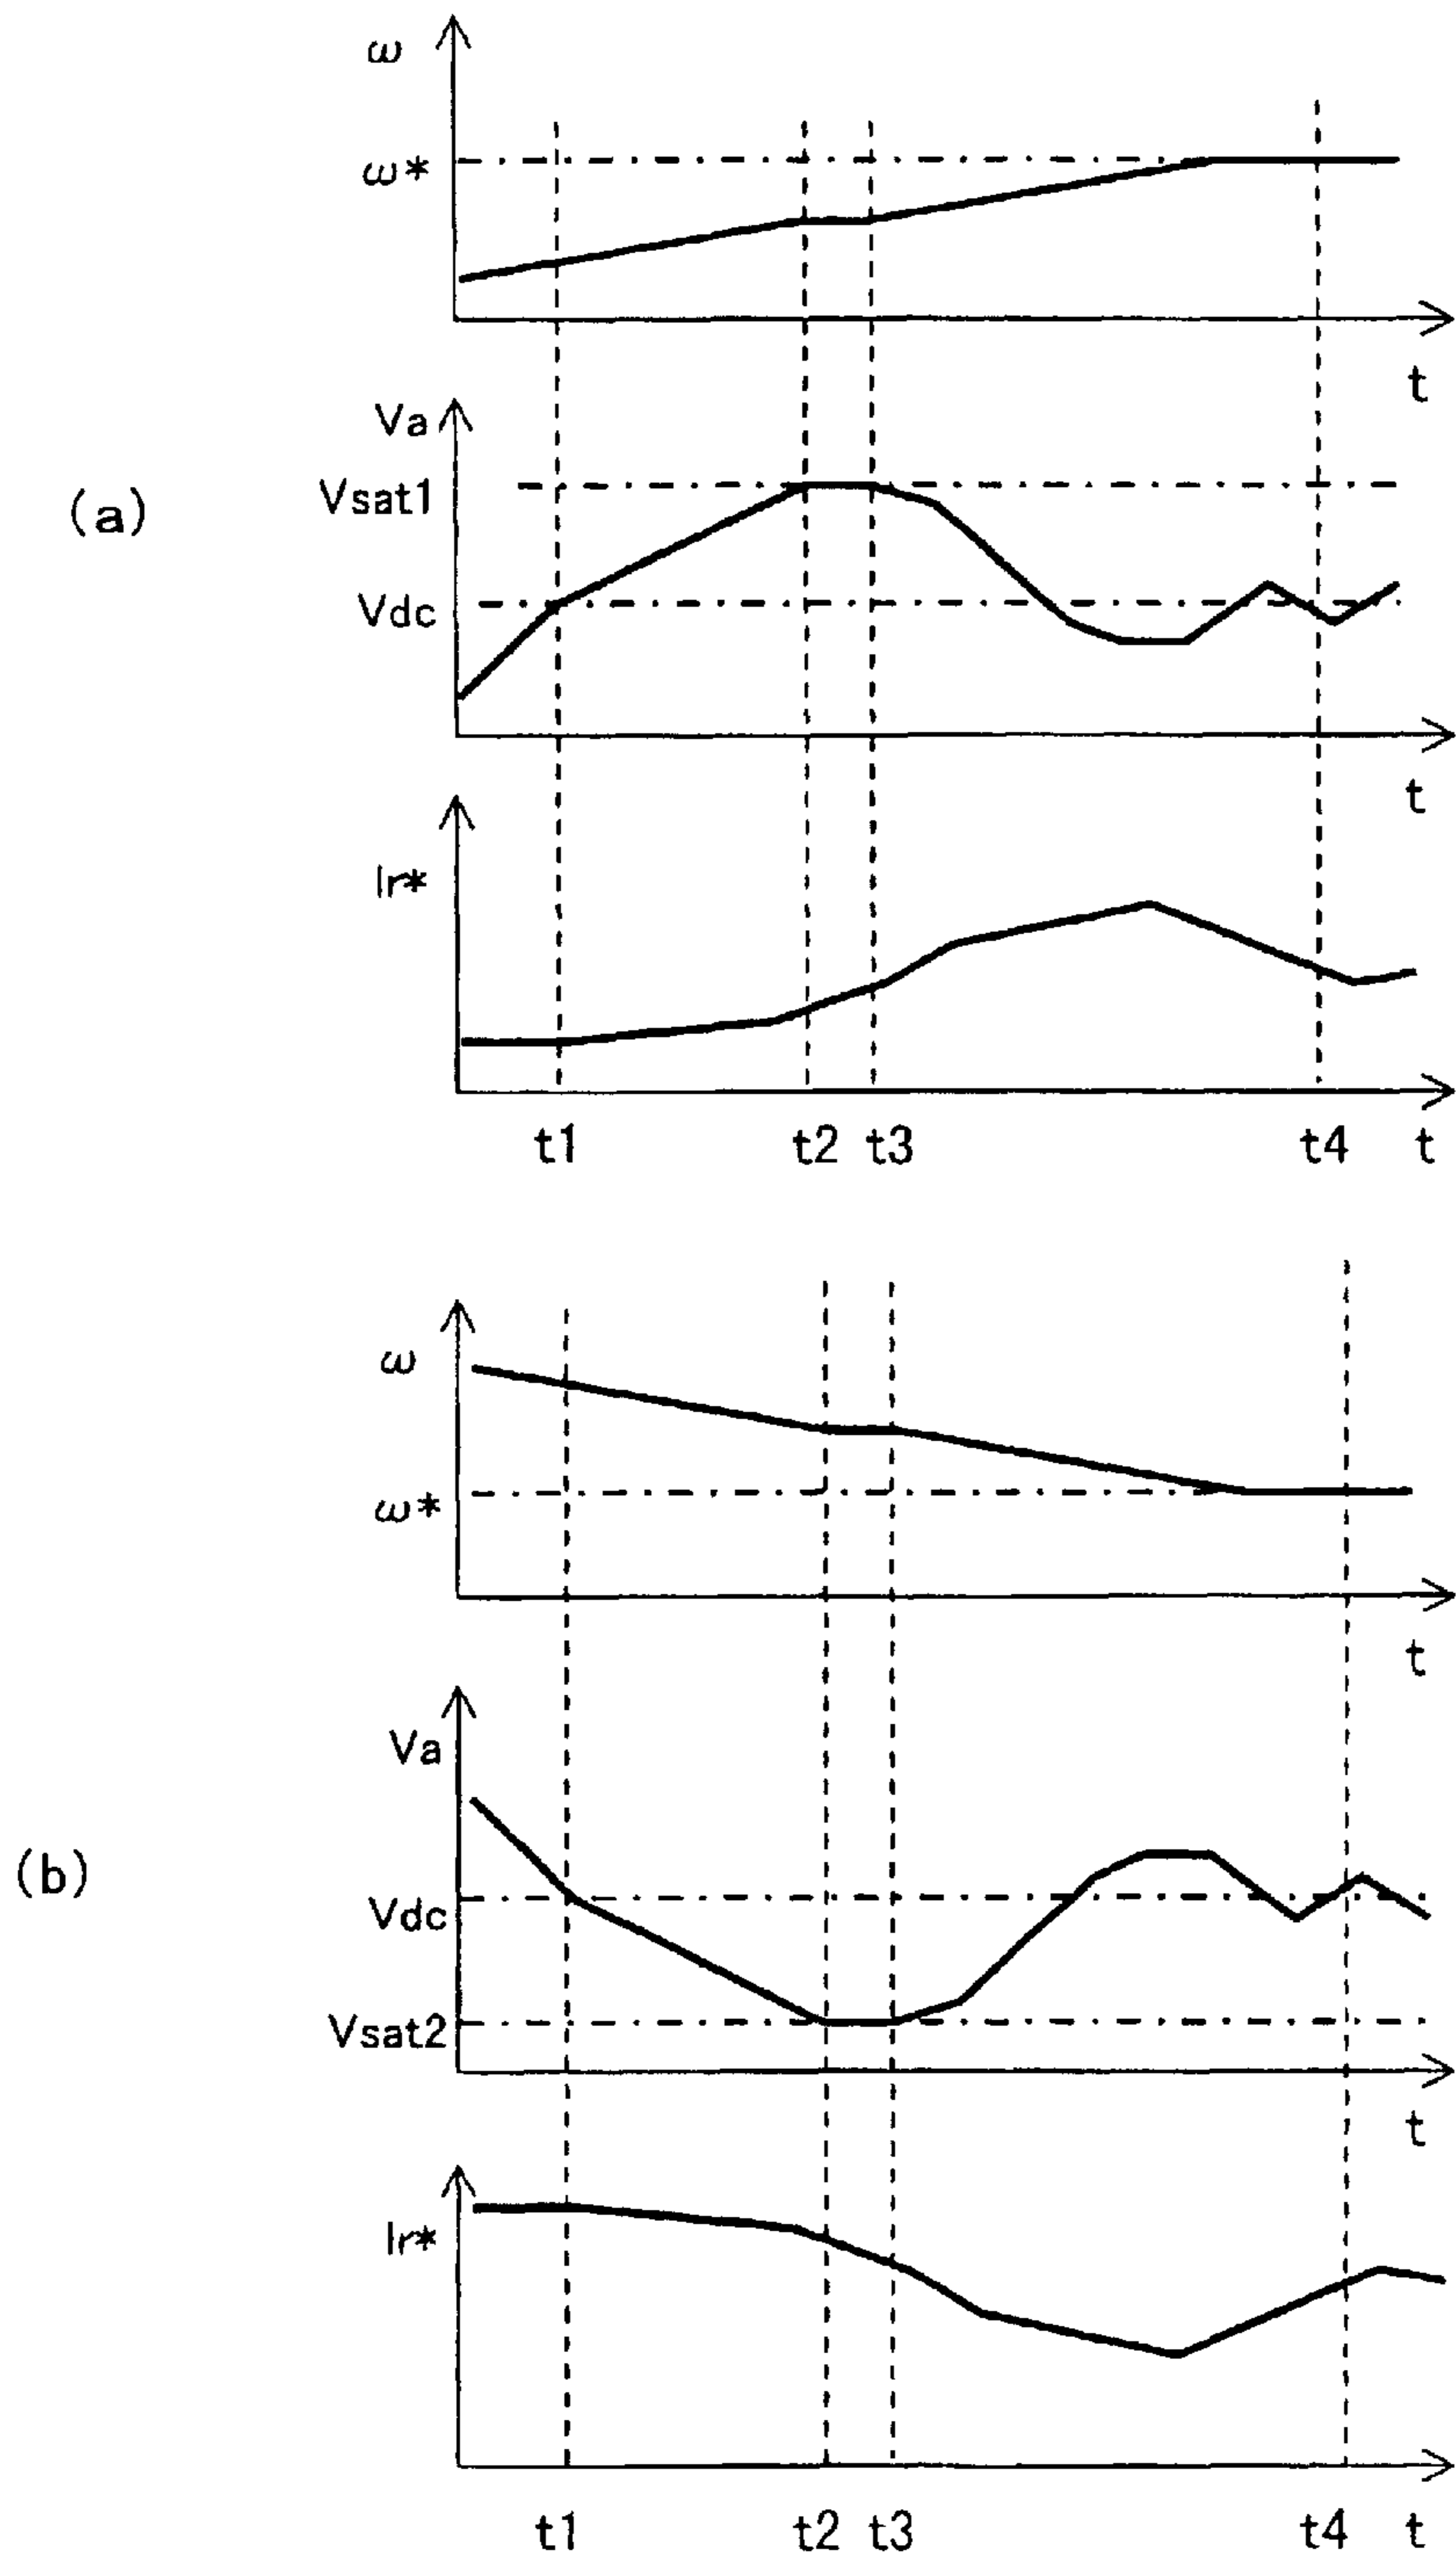 ω
ω*
t
Va
Vsat1
(a)
Vdc
t
Ir*
t1 t2 t3 t4 t
ω
ω*
t
Va
(b)
Vdc
Vsat2
t
Ir*
t1 t2 t3 t4 t